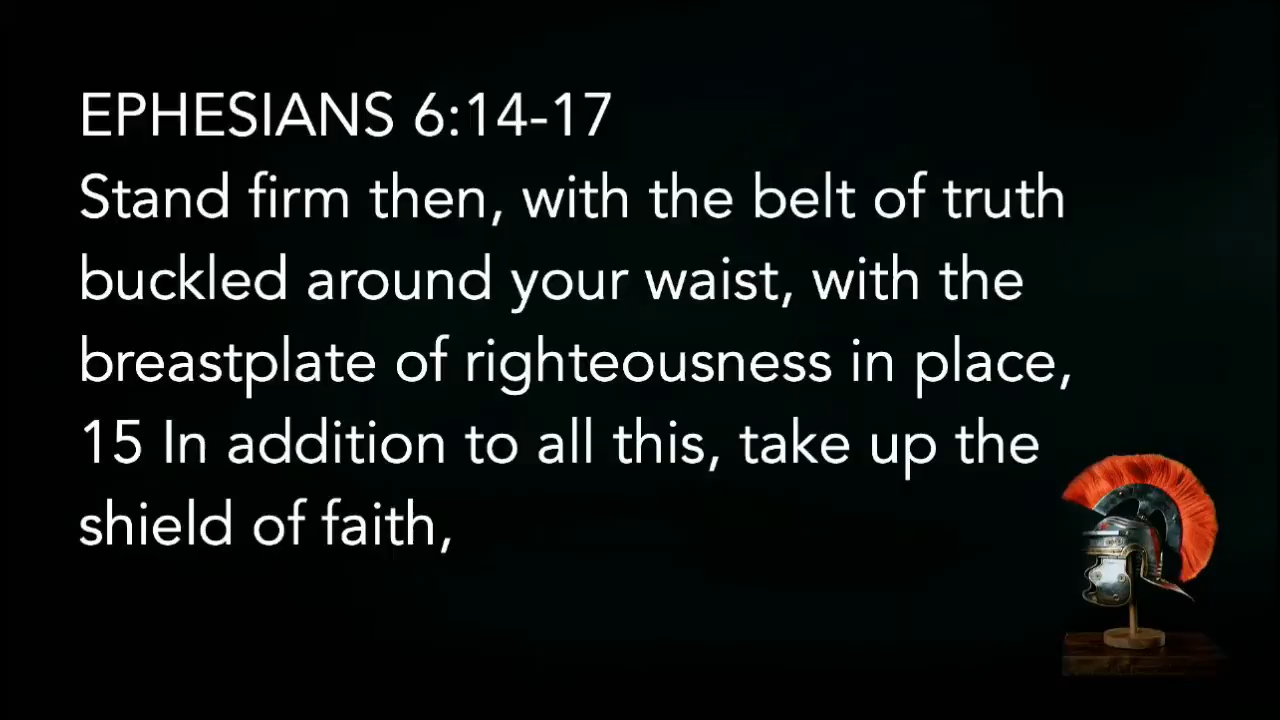 EPHESIANS 6:14-17
Stand firm then, with the belt of truth
buckled around your waist, with the
breastplate of righteousness in place,
15 In addition to all this, take up the
shield of faith,